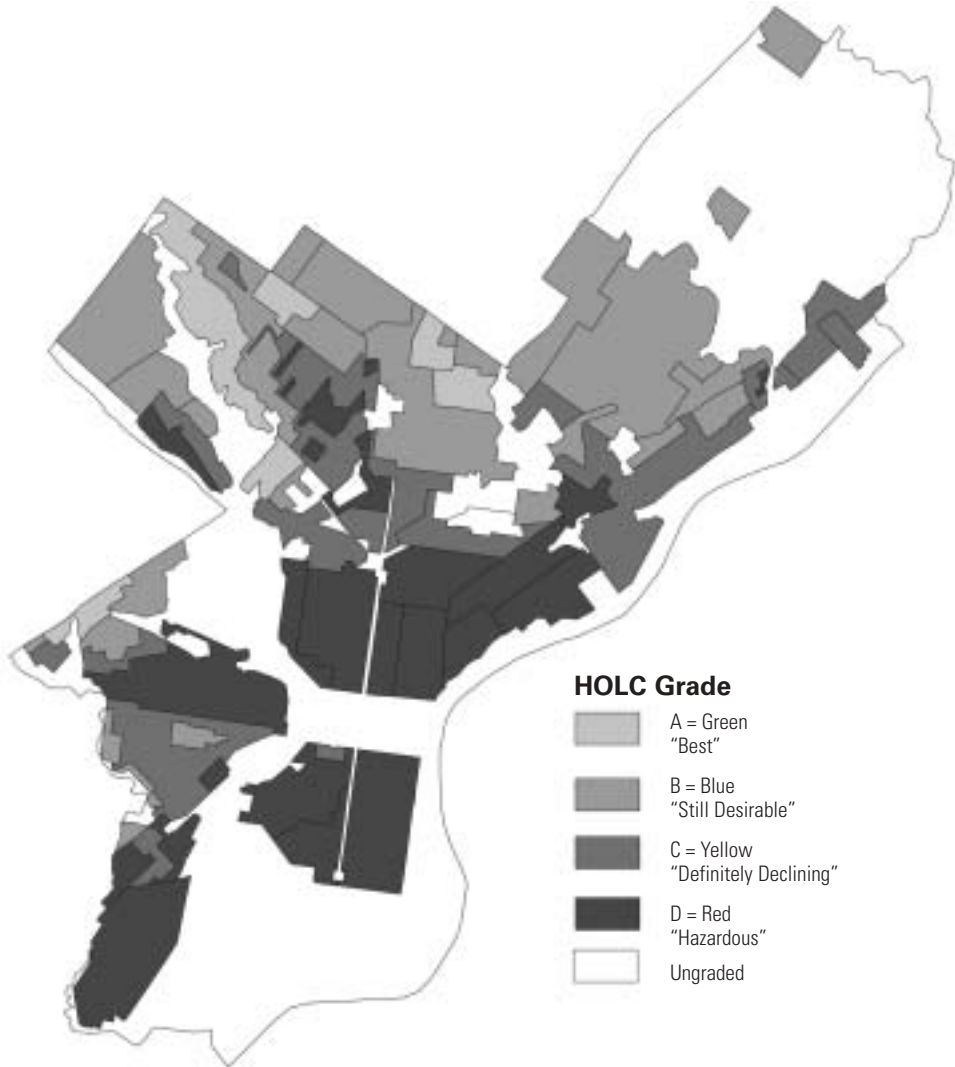 HOLC Grade
A = Green
“Best”
B = Blue
“Still Desirable”
C = Yellow
“Definitely Declining”
D = Red
“Hazardous”
Ungraded